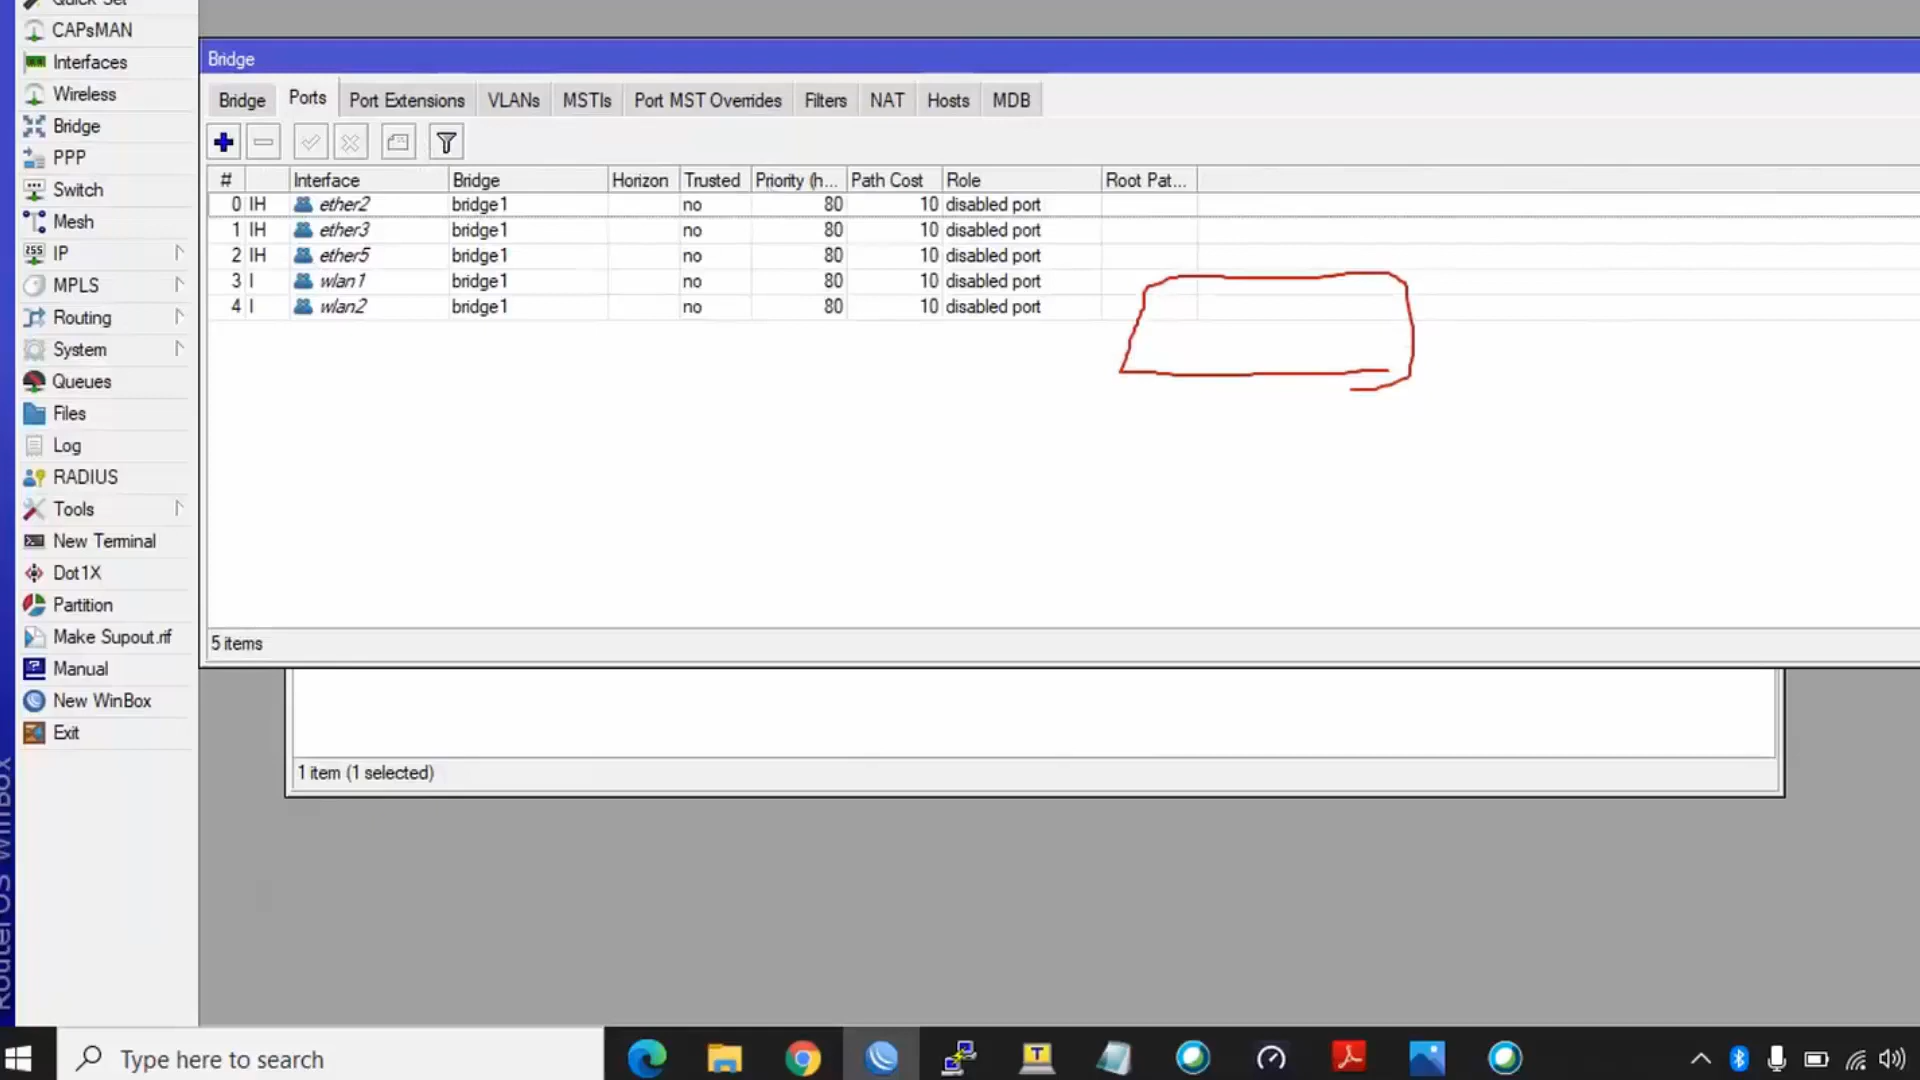 Quick Set
CAPsMAN
Interfaces
Wireless
Bridge
PPP
Switch
Mesh
IP
MPLS
Routing
System
Queues
Files
Log
RADIUS
Tools
New Terminal
Dot1X
Partition
Make Supout.rif
Manual
New WinBox
Exit
RouterOS WinBox
Bridge
Bridge Ports Port Extensions VLANs MSTIs Port MST Overrides Filters NAT Hosts MDB
# Interface Bridge Horizon Trusted Priority (h... Path Cost Role Root Pat...
0 IH ether2 bridge1 no 80 10 disabled port
1 IH ether3 bridge1 no 80 10 disabled port
2 IH ether5 bridge1 no 80 10 disabled port
3 I wlan1 bridge1 no 80 10 disabled port
4 I wlan2 bridge1 no 80 10 disabled port
5 items
1 item (1 selected)
Type here to search